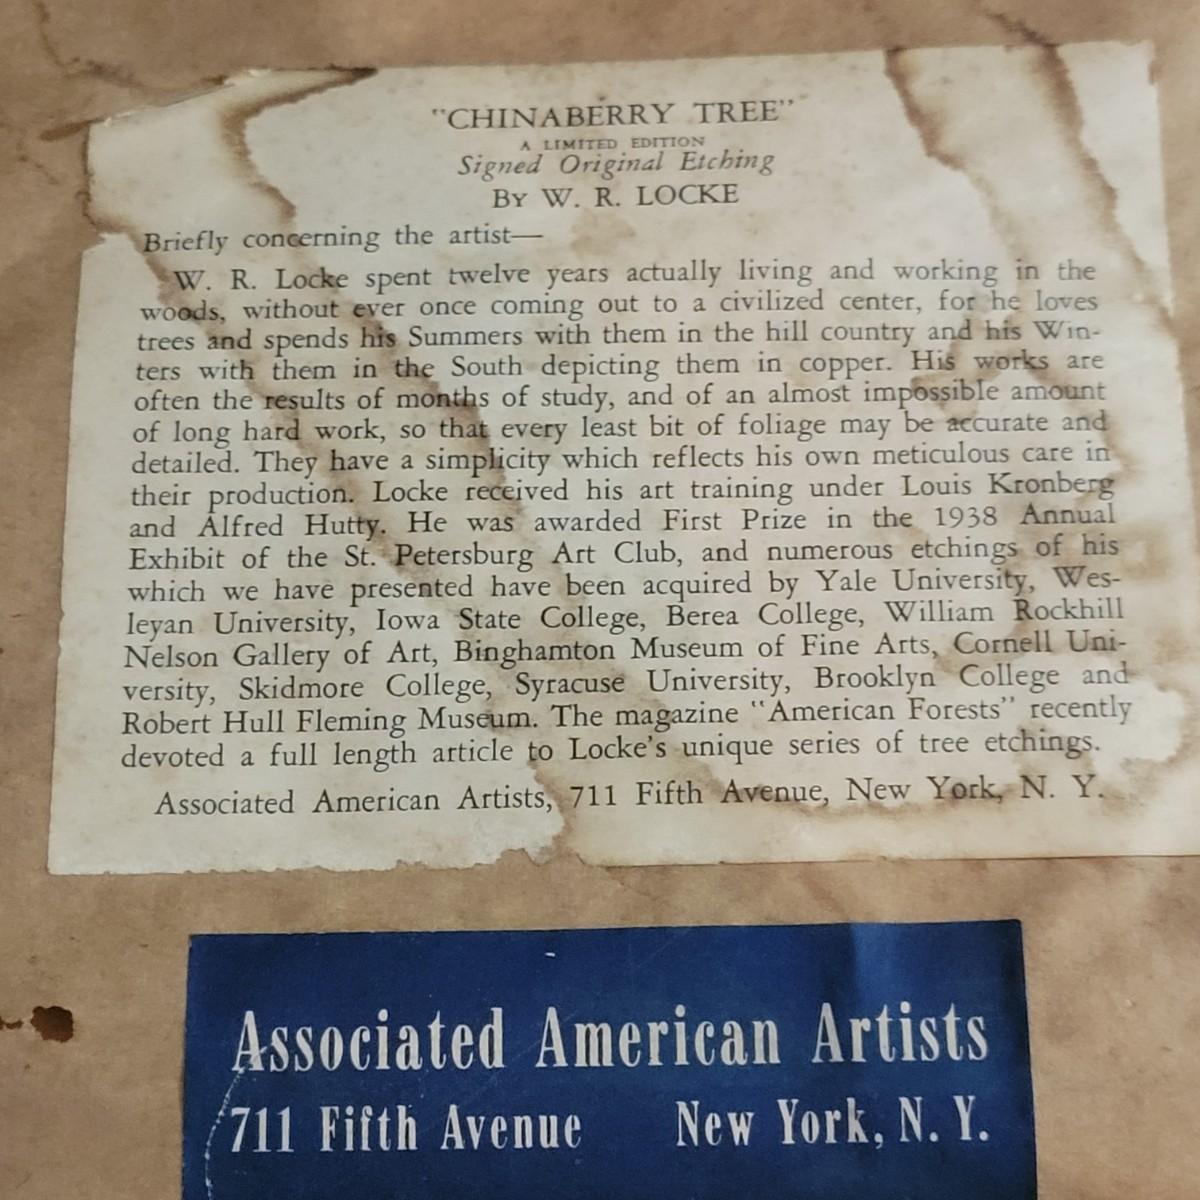 "CHINABERRY TREE"
A LIMITED EDITION
Signed Original Etching
By W. R. LOCKE
Briefly concerning the artist—
W. R. Locke spent twelve years actually living and working in the
woods, without ever once coming out to a civilized center, for he loves
trees and spends his Summers with them in the hill country and his Win-
ters with them in the South depicting them in copper. His works are
often the results of months of study, and of an almost impossible amount
of long hard work, so that every least bit of foliage may be accurate and
detailed. They have a simplicity which reflects his own meticulous care in
their production. Locke received his art training under Louis Kronberg
and Alfred Hutty. He was awarded First Prize in the 1938 Annual
Exhibit of the St. Petersburg Art Club, and numerous etchings of his
which we have presented have been acquired by Yale University, Wes-
leyan University, Iowa State College, Berea College, William Rockhill
Nelson Gallery of Art, Binghamton Museum of Fine Arts, Cornell Uni-
versity, Skidmore College, Syracuse University, Brooklyn College and
Robert Hull Fleming Museum. The magazine "American Forests" recently
devoted a full length article to Locke's unique series of tree etchings.
Associated American Artists, 711 Fifth Avenue, New York, N. Y.
Associated American Artists
711 Fifth Avenue New York, N. Y.